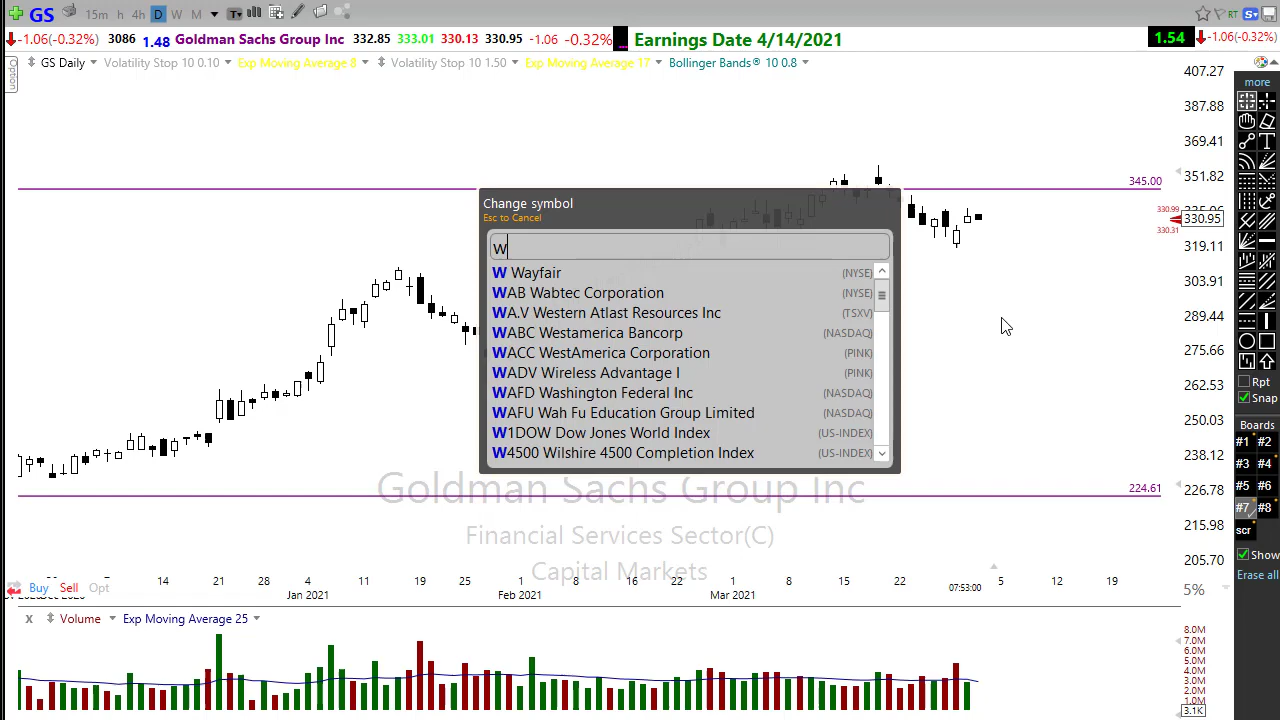 GS 15m h 4h D W M T RT S
-1.06(-0.32%) 3086 1.48 Goldman Sachs Group Inc 332.85 333.01 330.13 330.95 -1.06 -0.32% Earnings Date 4/14/2021 1.54 -1.06(-0.32%)
Option GS Daily Volatility Stop 10 0.10 Exp Moving Average 8 Volatility Stop 10 1.50 Exp Moving Average 17 Bollinger Bands® 10 0.8
407.27
more
387.88
369.41
351.82
345.00
330.99
330.95
330.31
319.11
303.91
289.44
275.66
262.53
250.03
238.12
226.78
224.61
215.98
205.70
Change symbol
Esc to Cancel
W
W Wayfair (NYSE)
WAB Wabtec Corporation (NYSE)
WA.V Western Atlast Resources Inc (TSXV)
WABC Westamerica Bancorp (NASDAQ)
WACC WestAmerica Corporation (PINK)
WADV Wireless Advantage I (PINK)
WAFD Washington Federal Inc (NASDAQ)
WAFU Wah Fu Education Group Limited (NASDAQ)
W1DOW Dow Jones World Index (US-INDEX)
W4500 Wilshire 4500 Completion Index (US-INDEX)
Goldman Sachs Group Inc
Financial Services Sector(C)
Capital Markets
Rpt
Snap
Boards
#1 #2
#3 #4
#5 #6
#7 #8
scr
Show
Erase all
Buy Sell Opt
14 21 28 4 11 19 25 1 8 16 22 1 8 15 22 5 12 19
Jan 2021 Feb 2021 Mar 2021 07:53:00
5%
X Volume Exp Moving Average 25
8.0M
7.0M
6.0M
5.0M
4.0M
3.0M
2.0M
1.0M
3.1K